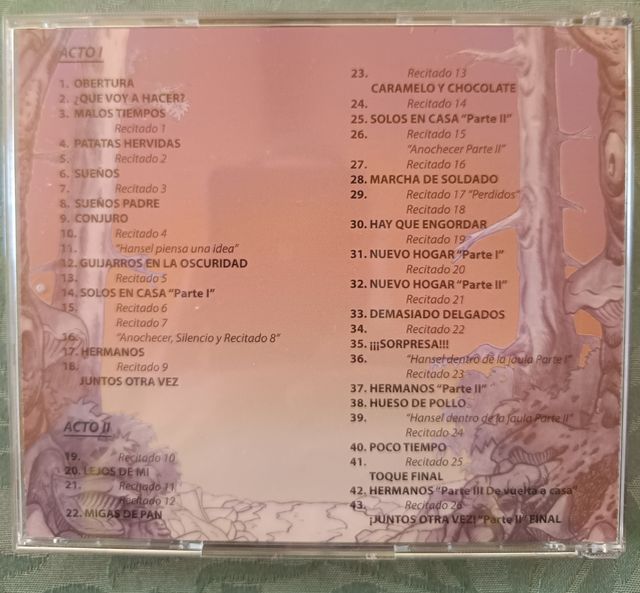 ACTO I
1. OBERTURA
2. ¿QUE VOY A HACER?
3. MALOS TIEMPOS
Recitado 1
4. PATATAS HERVIDAS
5. Recitado 2
6. SUEÑOS
7. Recitado 3
8. SUEÑOS PADRE
9. CONJURO
10. Recitado 4
11. "Hansel piensa una idea"
12. GUIJARROS EN LA OSCURIDAD
13. Recitado 5
14. SOLOS EN CASA "Parte I"
15. Recitado 6
Recitado 7
16. "Anochecer, Silencio y Recitado 8"
17. HERMANOS
18. Recitado 9
JUNTOS OTRA VEZ
ACTO II
19. Recitado 10
20. LEJOS DE MI
21. Recitado 11
Recitado 12
22. MIGAS DE PAN
23. Recitado 13
CARAMELO Y CHOCOLATE
24. Recitado 14
25. SOLOS EN CASA "Parte II"
26. Recitado 15
"Anochecer Parte II"
27. Recitado 16
28. MARCHA DE SOLDADO
29. Recitado 17 "Perdidos"
Recitado 18
30. HAY QUE ENGORDAR
Recitado 19
31. NUEVO HOGAR "Parte I"
Recitado 20
32. NUEVO HOGAR "Parte II"
Recitado 21
33. DEMASIADO DELGADOS
34. Recitado 22
35. ¡¡¡SORPRESA!!!
36. "Hansel dentro de la jaula Parte I"
Recitado 23
37. HERMANOS "Parte II"
38. HUESO DE POLLO
39. "Hansel dentro de la jaula Parte II"
Recitado 24
40. POCO TIEMPO
41. Recitado 25
TOQUE FINAL
42. HERMANOS "Parte III De vuelta a casa"
43. Recitado 26
¡JUNTOS OTRA VEZ! "Parte II" FINAL